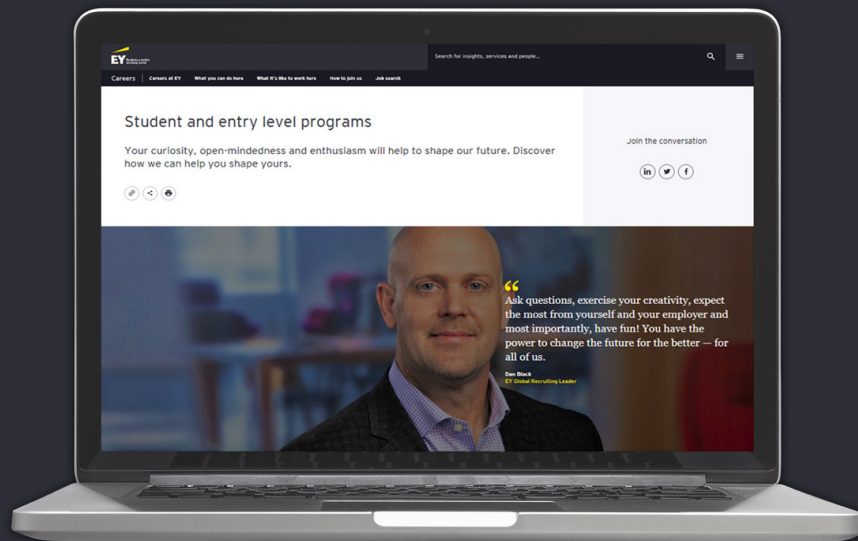 EY Building a better
working world
Search for insights, services and people...
Careers Careers at EY What you can do here What it's like to work here How to join us Job search
Student and entry level programs
Your curiosity, open-mindedness and enthusiasm will help to shape our future. Discover
how we can help you shape yours.
Join the conversation
in f
“
Ask questions, exercise your creativity, expect
the most from yourself and your employer and
most importantly, have fun! You have the
power to change the future for the better — for
all of us.
Dan Black
EY Global Recruiting Leader